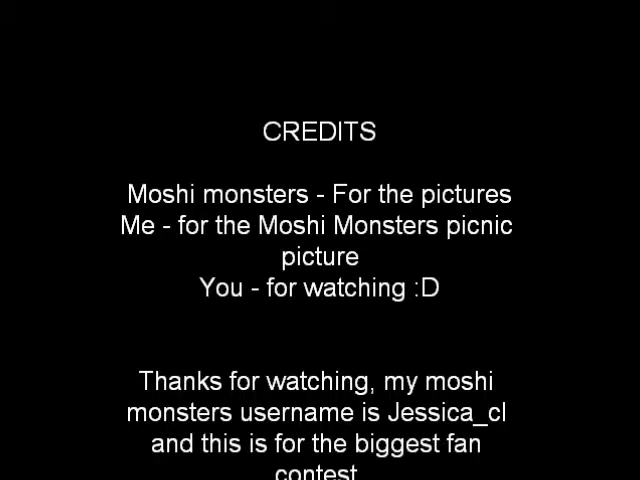 CREDITS
Moshi monsters - For the pictures
Me - for the Moshi Monsters picnic
picture
You - for watching :D
Thanks for watching, my moshi
monsters username is Jessica_cl
and this is for the biggest fan
contest